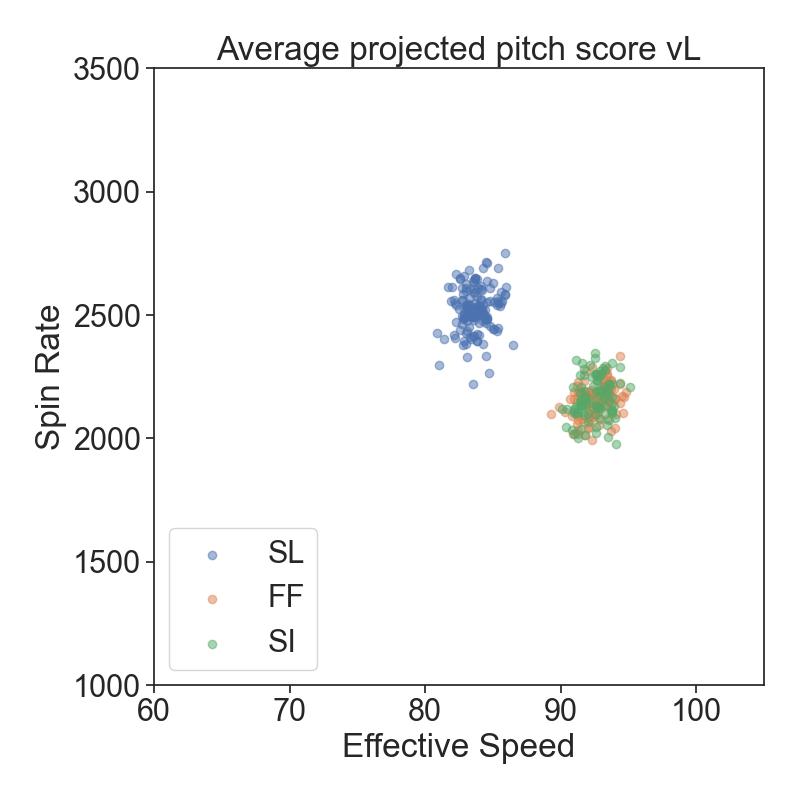 Average projected pitch score vL
3500
3000
2500
2000
1500
1000
Spin Rate
SL
FF
SI
60 70 80 90 100
Effective Speed